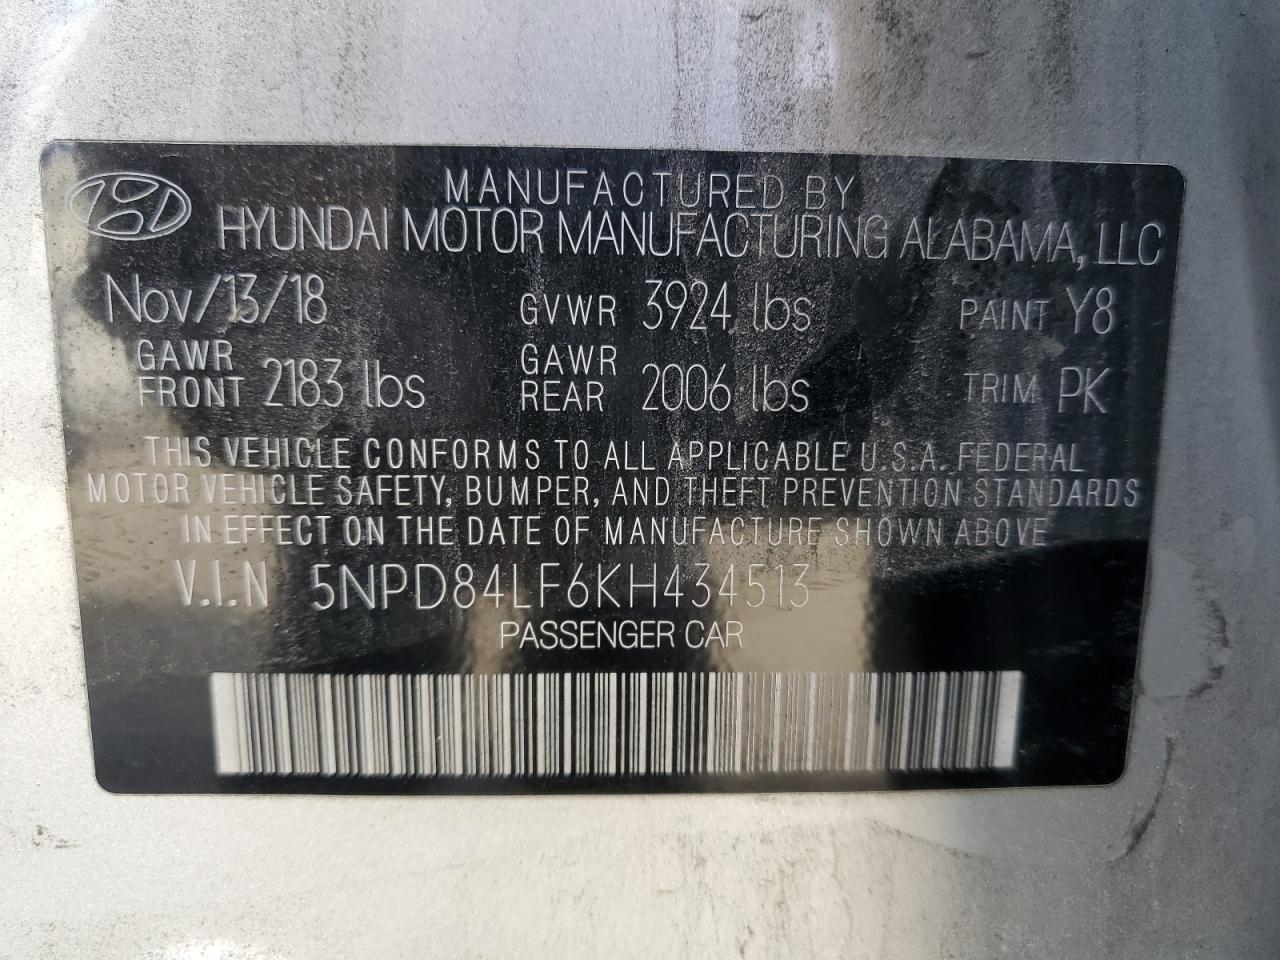 MANUFACTURED BY
HYUNDAI MOTOR MANUFACTURING ALABAMA, LLC
Nov/13/18 GVWR 3924 lbs PAINT Y8
GAWR FRONT 2183 lbs GAWR REAR 2006 lbs TRIM PK
THIS VEHICLE CONFORMS TO ALL APPLICABLE U.S.A. FEDERAL
MOTOR VEHICLE SAFETY, BUMPER, AND THEFT PREVENTION STANDARDS
IN EFFECT ON THE DATE OF MANUFACTURE SHOWN ABOVE
V.I.N 5NPD84LF6KH434513
PASSENGER CAR